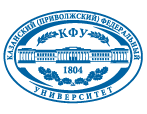 КАЗАНСКИЙ (ПРИВОЛЖСКИЙ) ФЕДЕРАЛЬНЫЙ
КФУ
1804
УНИВЕРСИТЕТ